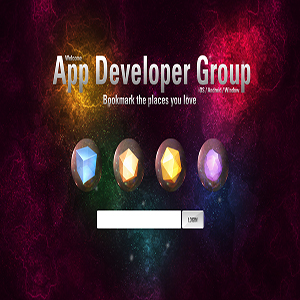 Welcome
App Developer Group
iOS / Android / Window
Bookmark the places you love
LOGIN